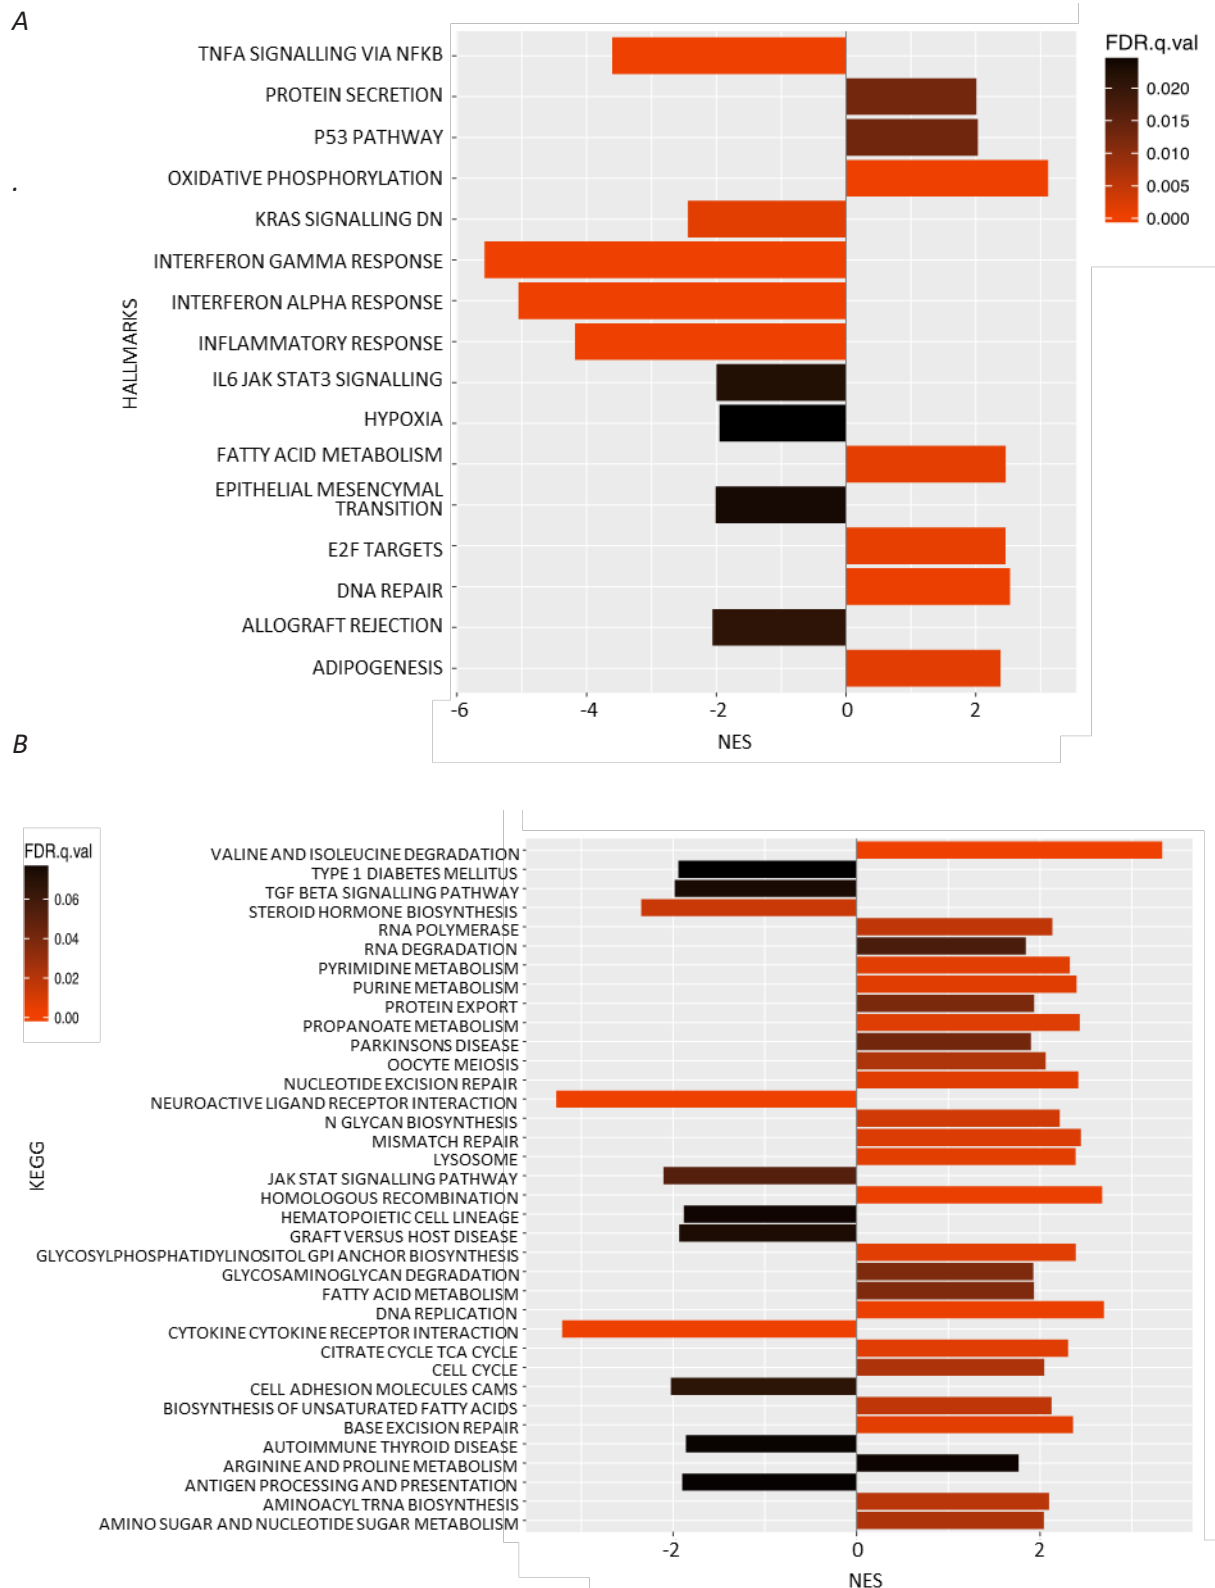 A
FDR.q.val
0.020
0.015
0.010
0.005
0.000
.
HALLMARKS
TNFA SIGNALLING VIA NFKB
PROTEIN SECRETION
P53 PATHWAY
OXIDATIVE PHOSPHORYLATION
KRAS SIGNALLING DN
INTERFERON GAMMA RESPONSE
INTERFERON ALPHA RESPONSE
INFLAMMATORY RESPONSE
IL6 JAK STAT3 SIGNALLING
HYPOXIA
FATTY ACID METABOLISM
EPITHELIAL MESENCYMAL
TRANSITION
E2F TARGETS
DNA REPAIR
ALLOGRAFT REJECTION
ADIPOGENESIS
-6 -4 -2 0 2
NES
B
FDR.q.val
0.06
0.04
0.02
0.00
KEGG
VALINE AND ISOLEUCINE DEGRADATION
TYPE 1 DIABETES MELLITUS
TGF BETA SIGNALLING PATHWAY
STEROID HORMONE BIOSYNTHESIS
RNA POLYMERASE
RNA DEGRADATION
PYRIMIDINE METABOLISM
PURINE METABOLISM
PROTEIN EXPORT
PROPANOATE METABOLISM
PARKINSONS DISEASE
OOCYTE MEIOSIS
NUCLEOTIDE EXCISION REPAIR
NEUROACTIVE LIGAND RECEPTOR INTERACTION
N GLYCAN BIOSYNTHESIS
MISMATCH REPAIR
LYSOSOME
JAK STAT SIGNALLING PATHWAY
HOMOLOGOUS RECOMBINATION
HEMATOPOIETIC CELL LINEAGE
GRAFT VERSUS HOST DISEASE
GLYCOSYLPHOSPHATIDYLINOSITOL GPI ANCHOR BIOSYNTHESIS
GLYCOSAMINOGLYCAN DEGRADATION
FATTY ACID METABOLISM
DNA REPLICATION
CYTOKINE CYTOKINE RECEPTOR INTERACTION
CITRATE CYCLE TCA CYCLE
CELL CYCLE
CELL ADHESION MOLECULES CAMS
BIOSYNTHESIS OF UNSATURATED FATTY ACIDS
BASE EXCISION REPAIR
AUTOIMMUNE THYROID DISEASE
ARGININE AND PROLINE METABOLISM
ANTIGEN PROCESSING AND PRESENTATION
AMINOACYL TRNA BIOSYNTHESIS
AMINO SUGAR AND NUCLEOTIDE SUGAR METABOLISM
-2 0 2
NES